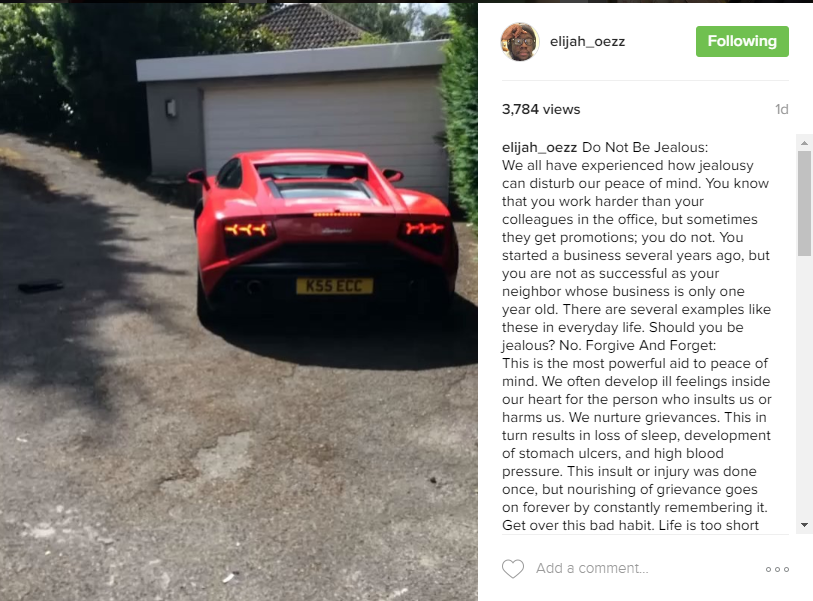 elijah_oezz
Following
3,784 views
1d
elijah_oezz Do Not Be Jealous:
We all have experienced how jealousy
can disturb our peace of mind. You know
that you work harder than your
colleagues in the office, but sometimes
they get promotions; you do not. You
started a business several years ago, but
you are not as successful as your
neighbor whose business is only one
year old. There are several examples like
these in everyday life. Should you be
jealous? No. Forgive And Forget:
This is the most powerful aid to peace of
mind. We often develop ill feelings inside
our heart for the person who insults us or
harms us. We nurture grievances. This in
turn results in loss of sleep, development
of stomach ulcers, and high blood
pressure. This insult or injury was done
once, but nourishing of grievance goes
on forever by constantly remembering it.
Get over this bad habit. Life is too short
Add a comment...
K55 ECC